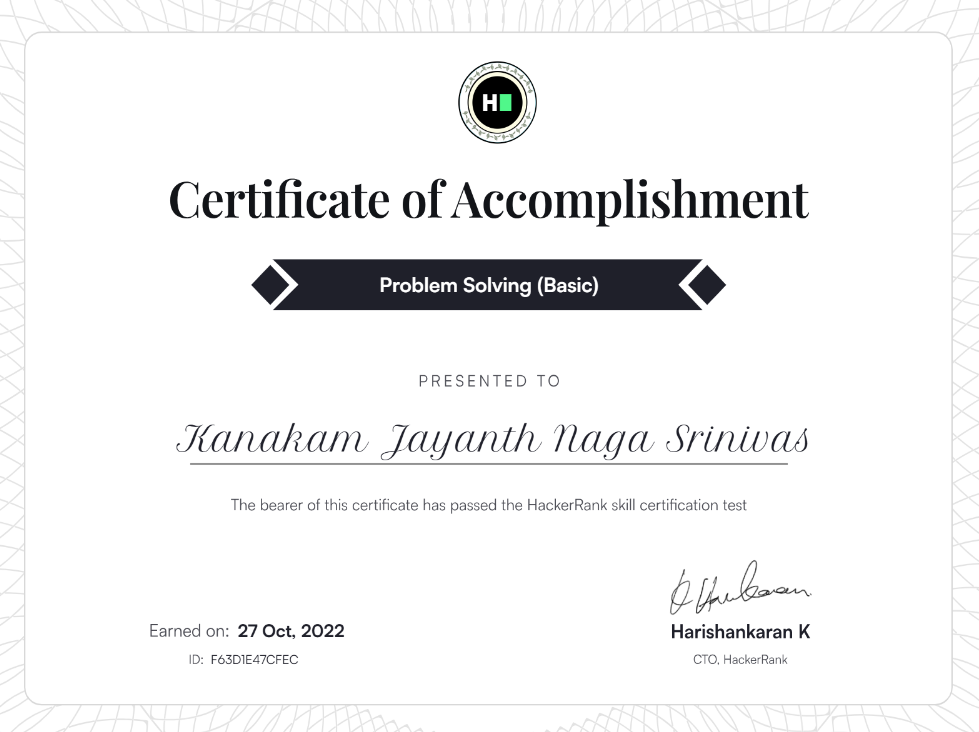 H
Certificate of Accomplishment
Problem Solving (Basic)
PRESENTED TO
Kanakam Jayanth Naga Srinivas
The bearer of this certificate has passed the HackerRank skill certification test
Earned on: 27 Oct, 2022
ID: F63D1E47CFEC
Harishankaran K
CTO, HackerRank